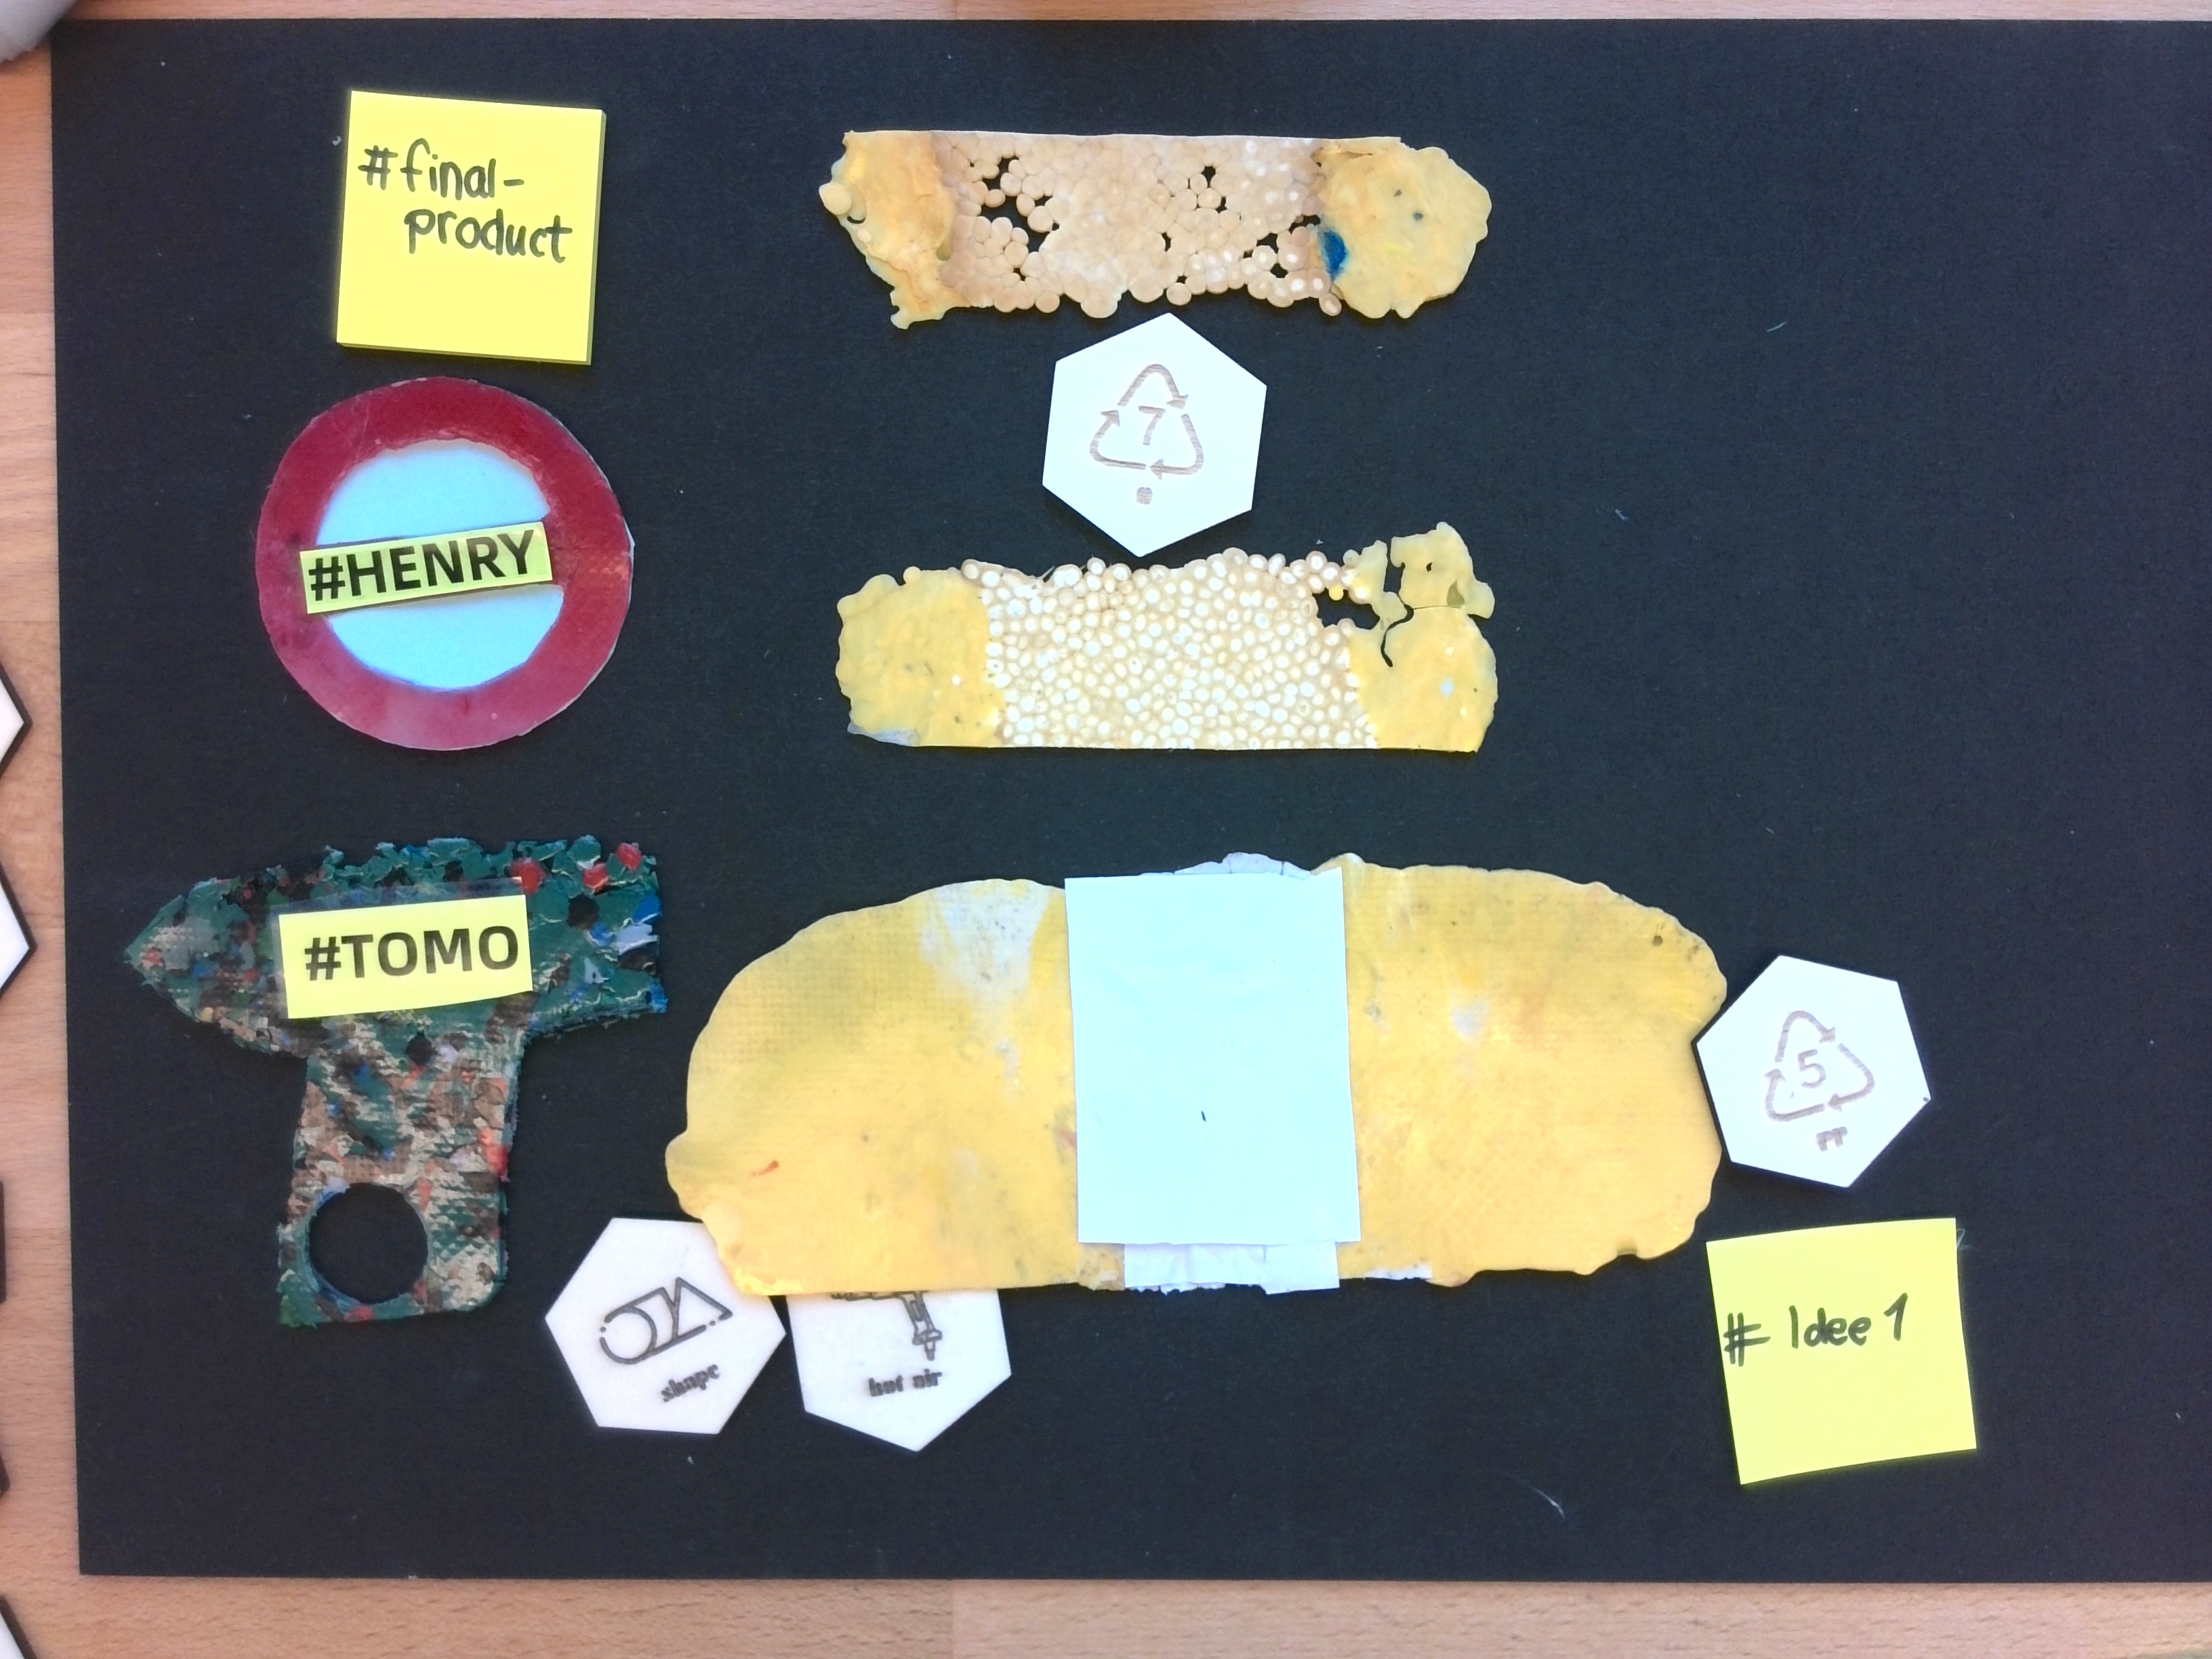 #final-
product
7
#HENRY
#TOMO
5
PP
# Idee 1
shape
hot air